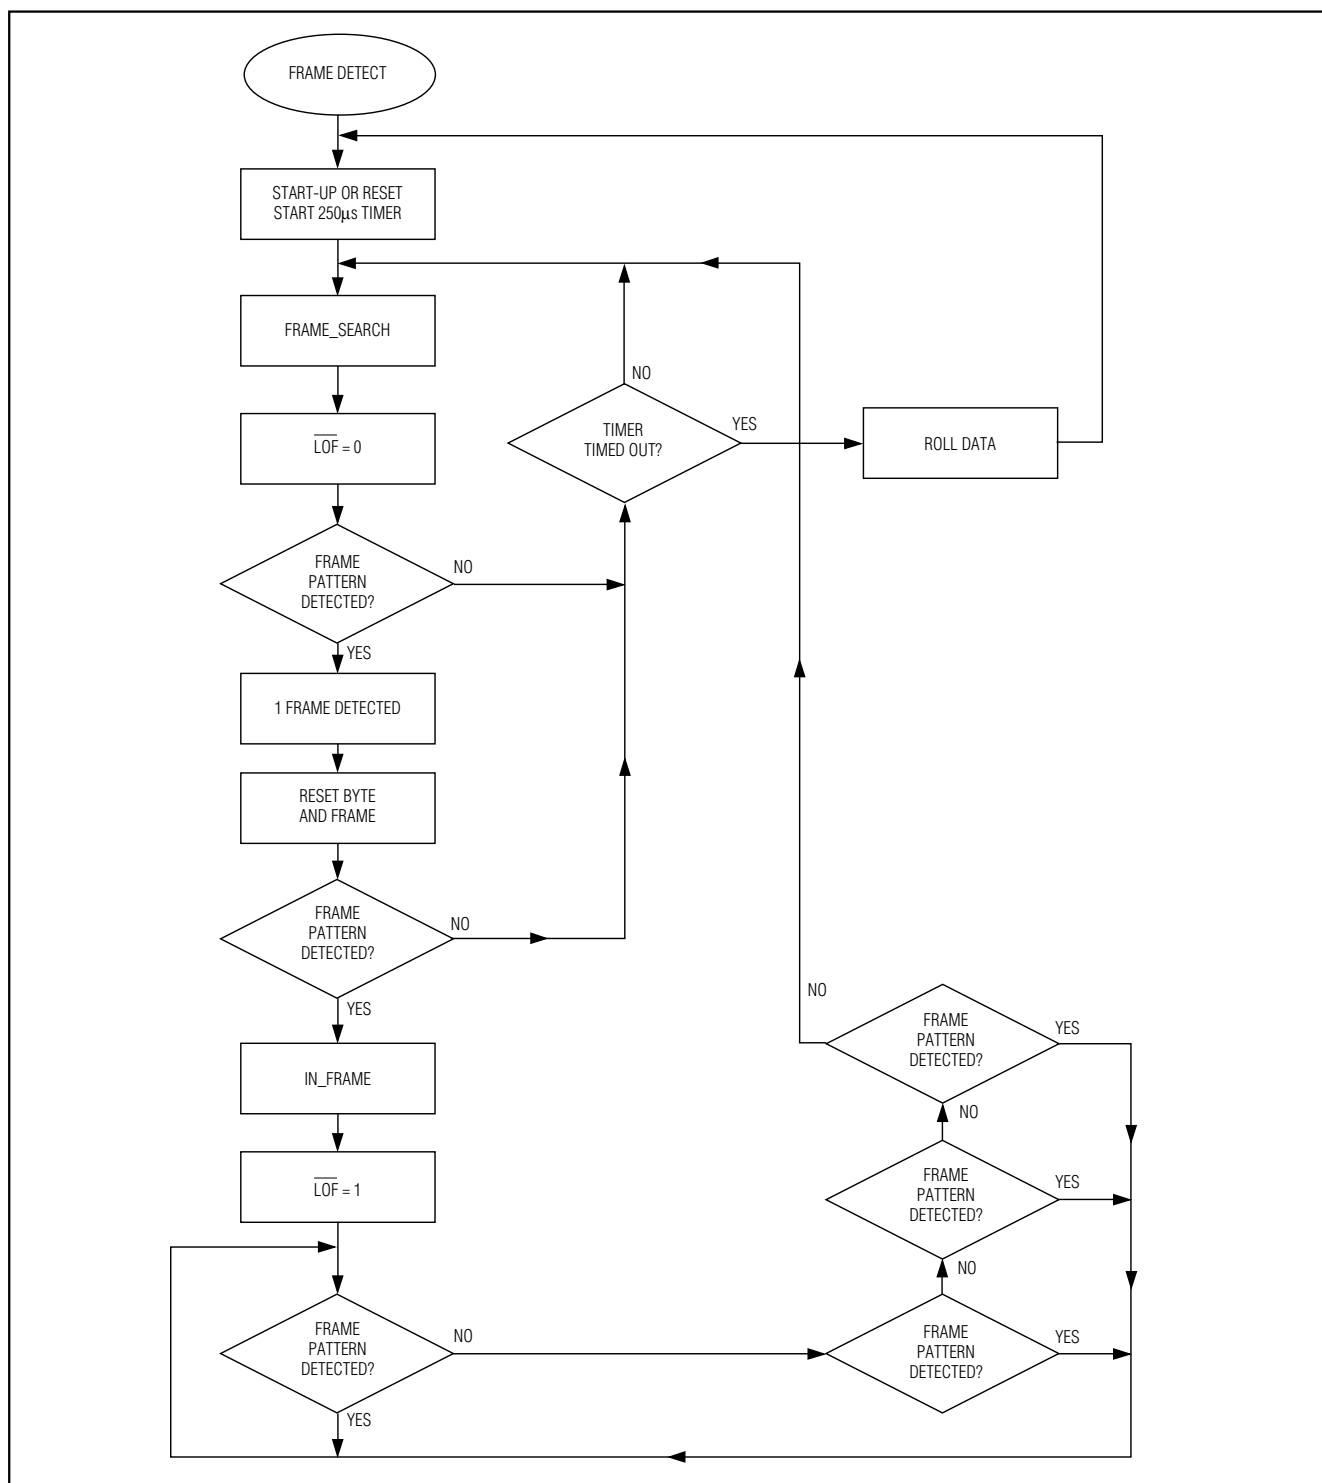 FRAME DETECT
START-UP OR RESET
START 250μs TIMER
FRAME_SEARCH
NO
TIMER
TIMED OUT?
YES
ROLL DATA
L̅O̅F̅ = 0
FRAME
PATTERN
DETECTED?
NO
YES
1 FRAME DETECTED
RESET BYTE
AND FRAME
FRAME
PATTERN
DETECTED?
NO
YES
IN_FRAME
L̅O̅F̅ = 1
FRAME
PATTERN
DETECTED?
NO
YES
NO
FRAME
PATTERN
DETECTED?
YES
NO
FRAME
PATTERN
DETECTED?
YES
NO
FRAME
PATTERN
DETECTED?
YES